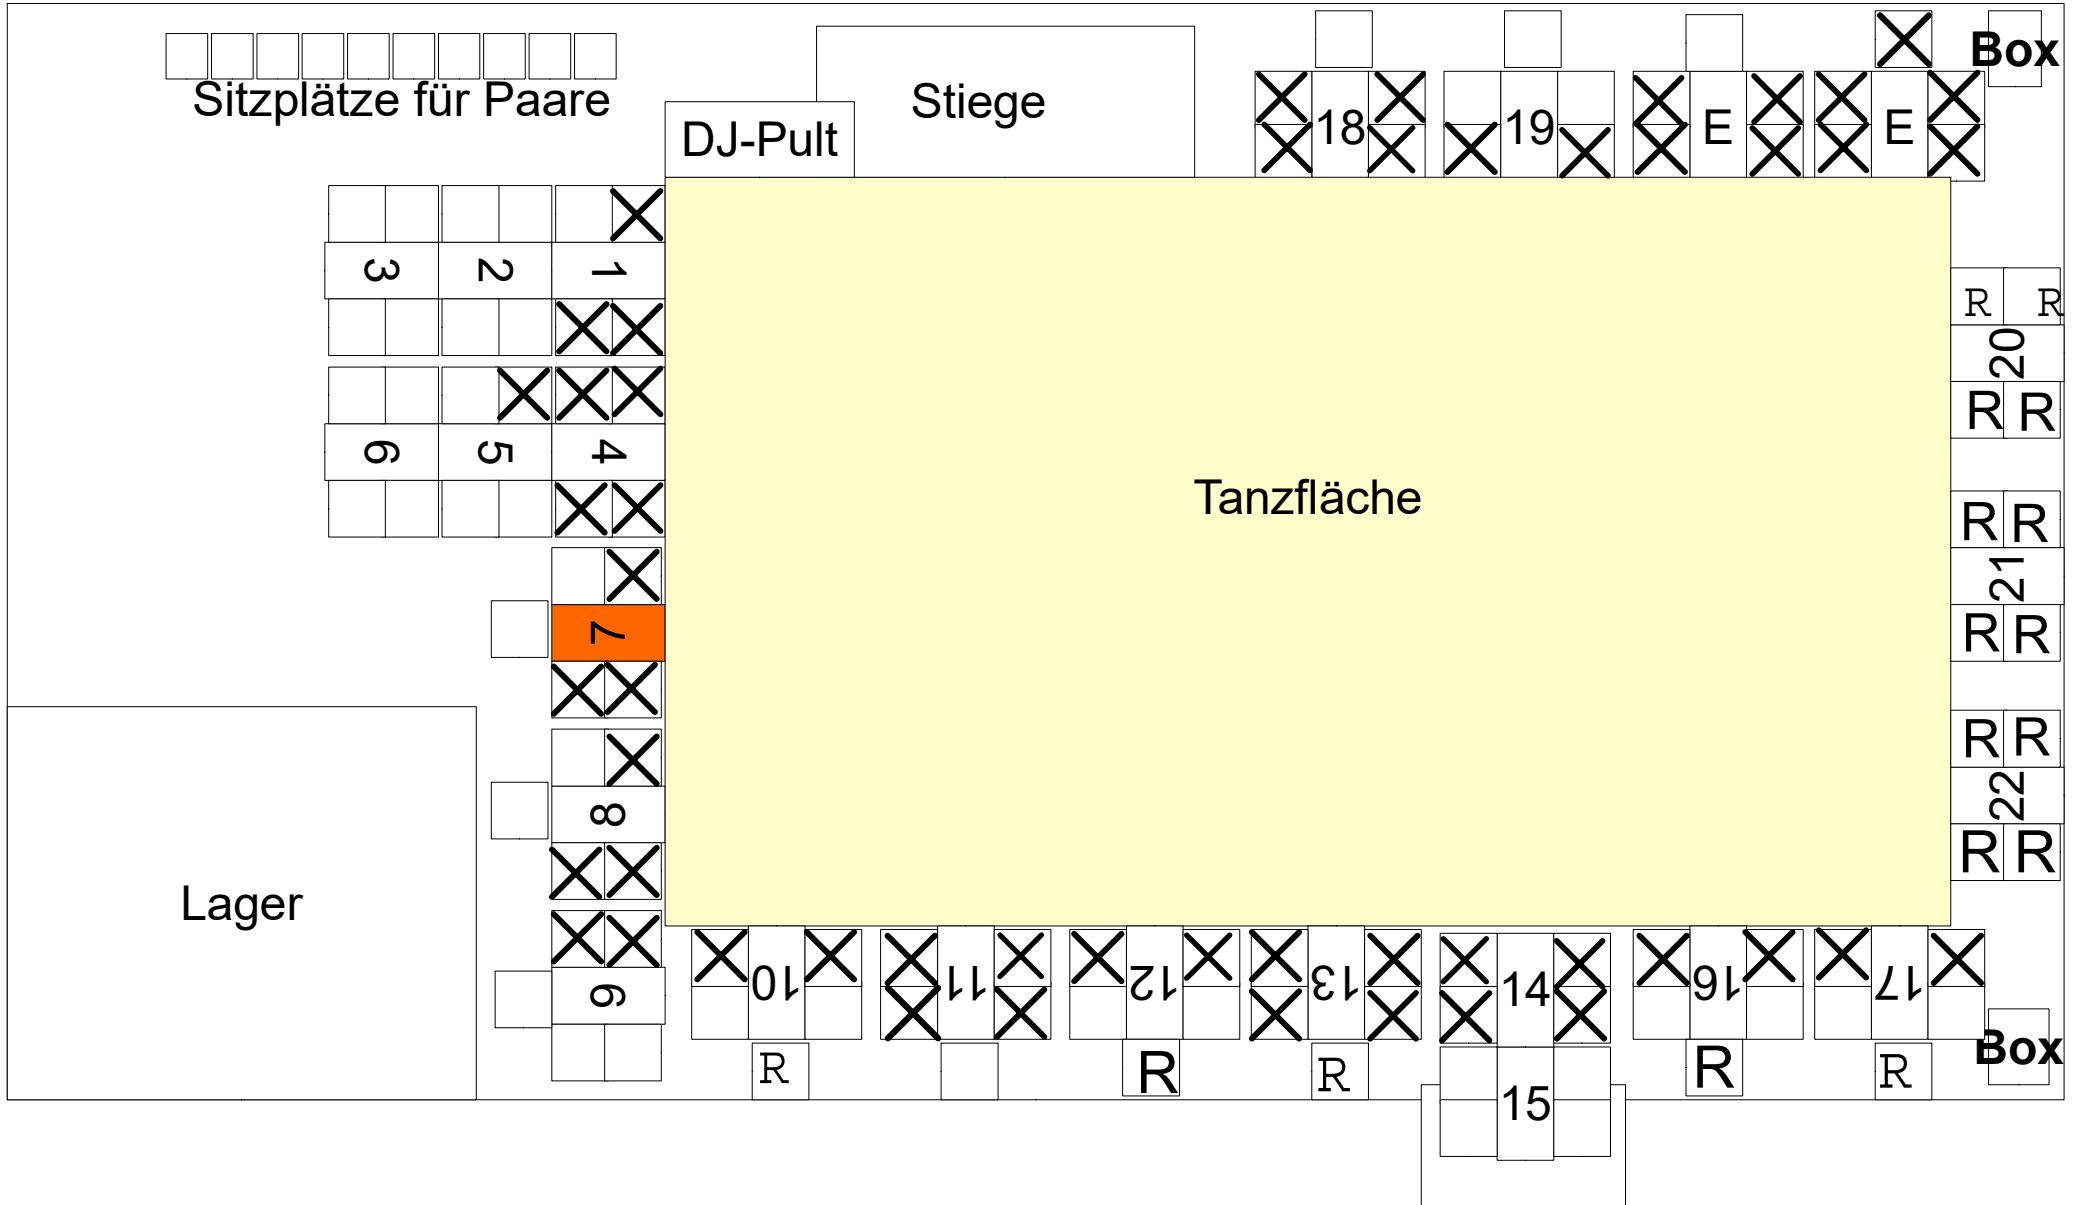 Box
Sitzplätze für Paare
Stiege
DJ-Pult
18
19
E
E
3
2
1
R R
20
R R
6
5
4
Tanzfläche
R R
21
R R
7
R R
22
R R
8
Lager
9
10
11
12
13
14
16
17
Box
R
R
R
R
R
15